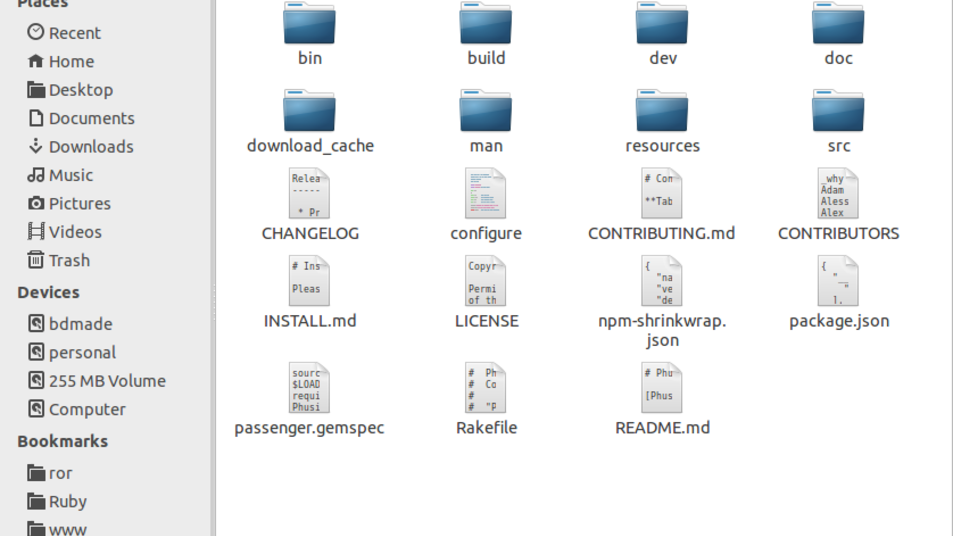 Places
Recent
Home
Desktop
Documents
Downloads
Music
Pictures
Videos
Trash
Devices
bdmade
personal
255 MB Volume
Computer
Bookmarks
ror
Ruby
www
bin
build
dev
doc
download_cache
man
resources
src
Relea
-----
* Pr
CHANGELOG
configure
# Con
**Tab
CONTRIBUTING.md
_why
Adam
Aless
Alex
CONTRIBUTORS
# Ins
Pleas
INSTALL.md
Copyr
Permi
of th
LICENSE
{
"na
"ve
"de
npm-shrinkwrap.
json
{
"__
"
],
package.json
sourc
$LOAD
requi
Phusi
passenger.gemspec
# Ph
# Co
#
# "P
Rakefile
# Phu
[Phus
README.md